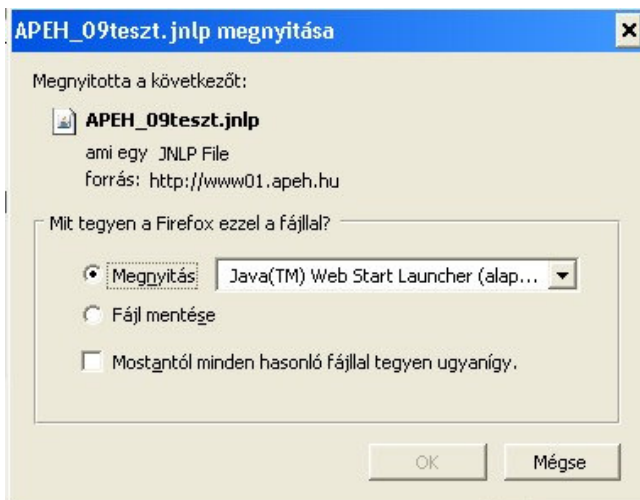 APEH_09teszt.jnlp megnyitása
Megnyitotta a következőt:
APEH_09teszt.jnlp
ami egy JNLP File
forrás: http://www01.apeh.hu
Mit tegyen a Firefox ezzel a fájllal?
Megnyitás Java(TM) Web Start Launcher (alap...
Fájl mentése
Mostantól minden hasonló fájllal tegyen ugyanígy.
OK Mégse